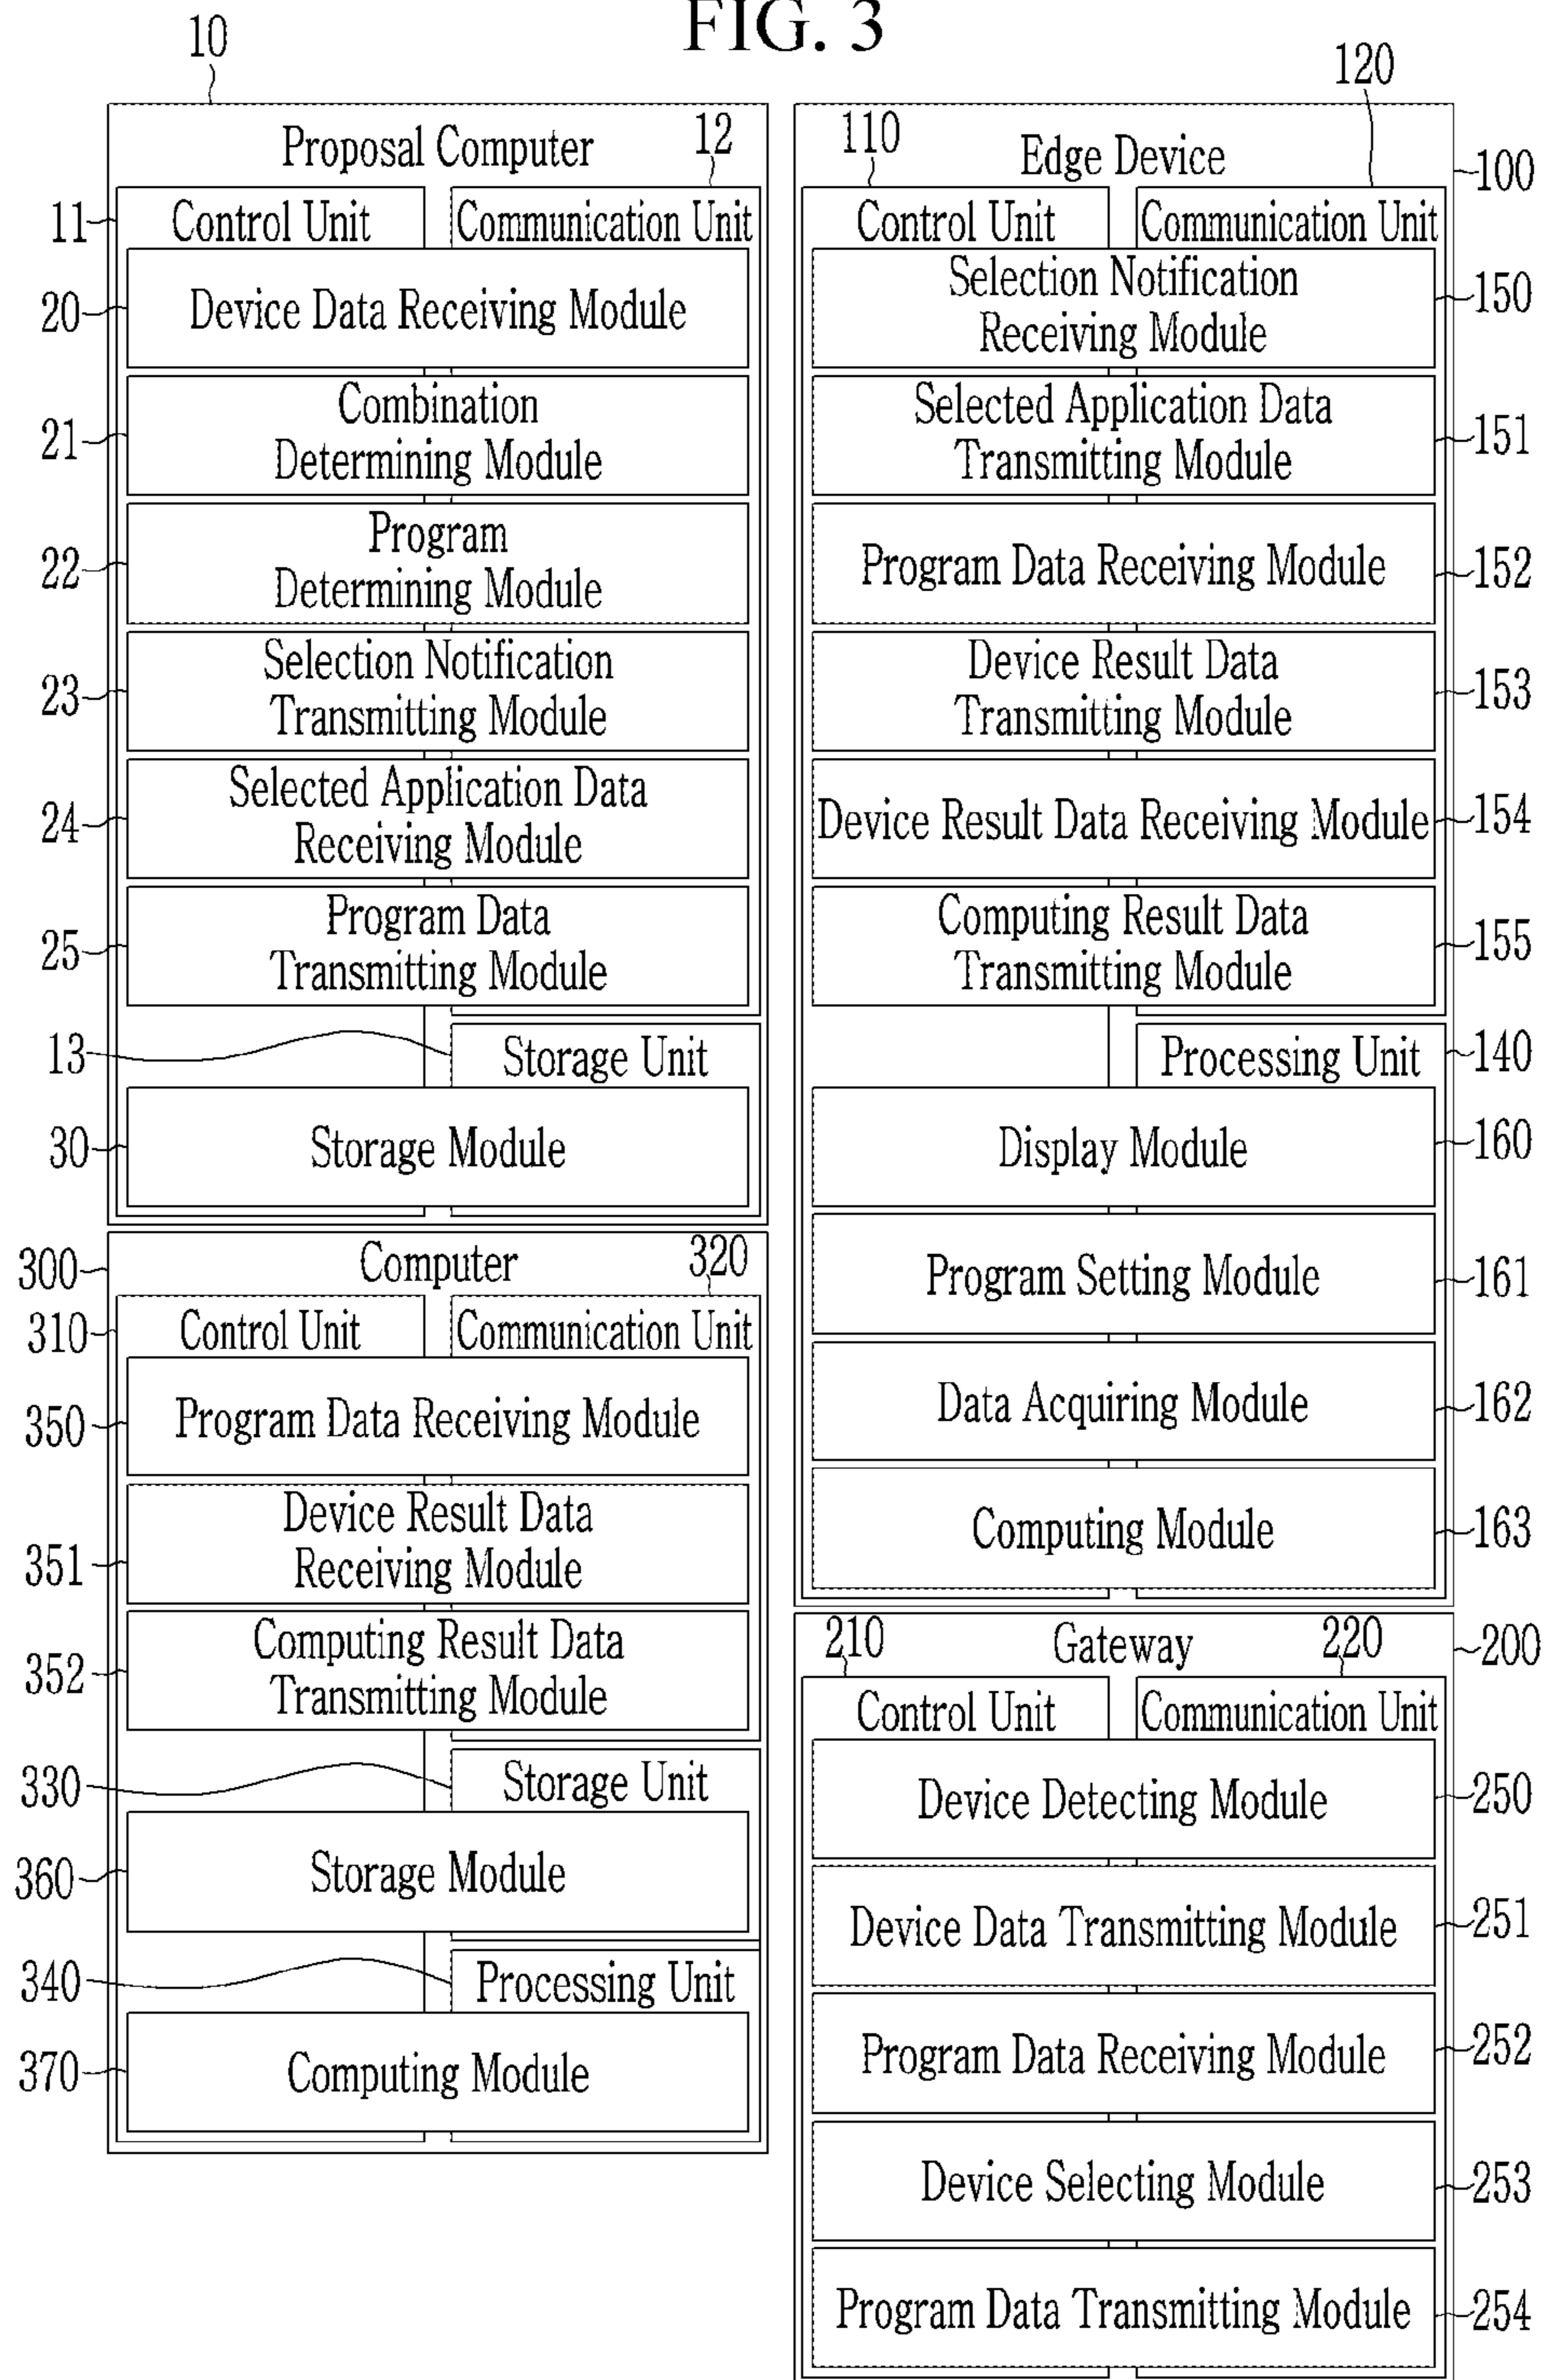 FIG. 3
10
Proposal Computer
12
11
Control Unit
Communication Unit
20
Device Data Receiving Module
21
Combination
Determining Module
22
Program
Determining Module
23
Selection Notification
Transmitting Module
24
Selected Application Data
Receiving Module
25
Program Data
Transmitting Module
13
Storage Unit
30
Storage Module
300
Computer
320
310
Control Unit
Communication Unit
350
Program Data Receiving Module
351
Device Result Data
Receiving Module
352
Computing Result Data
Transmitting Module
330
Storage Unit
360
Storage Module
340
Processing Unit
370
Computing Module
120
110
Edge Device
100
Control Unit
Communication Unit
Selection Notification
Receiving Module
150
Selected Application Data
Transmitting Module
151
Program Data Receiving Module
152
Device Result Data
Transmitting Module
153
Device Result Data Receiving Module
154
Computing Result Data
Transmitting Module
155
Processing Unit
140
Display Module
160
Program Setting Module
161
Data Acquiring Module
162
Computing Module
163
210
Gateway
220
200
Control Unit
Communication Unit
Device Detecting Module
250
Device Data Transmitting Module
251
Program Data Receiving Module
252
Device Selecting Module
253
Program Data Transmitting Module
254